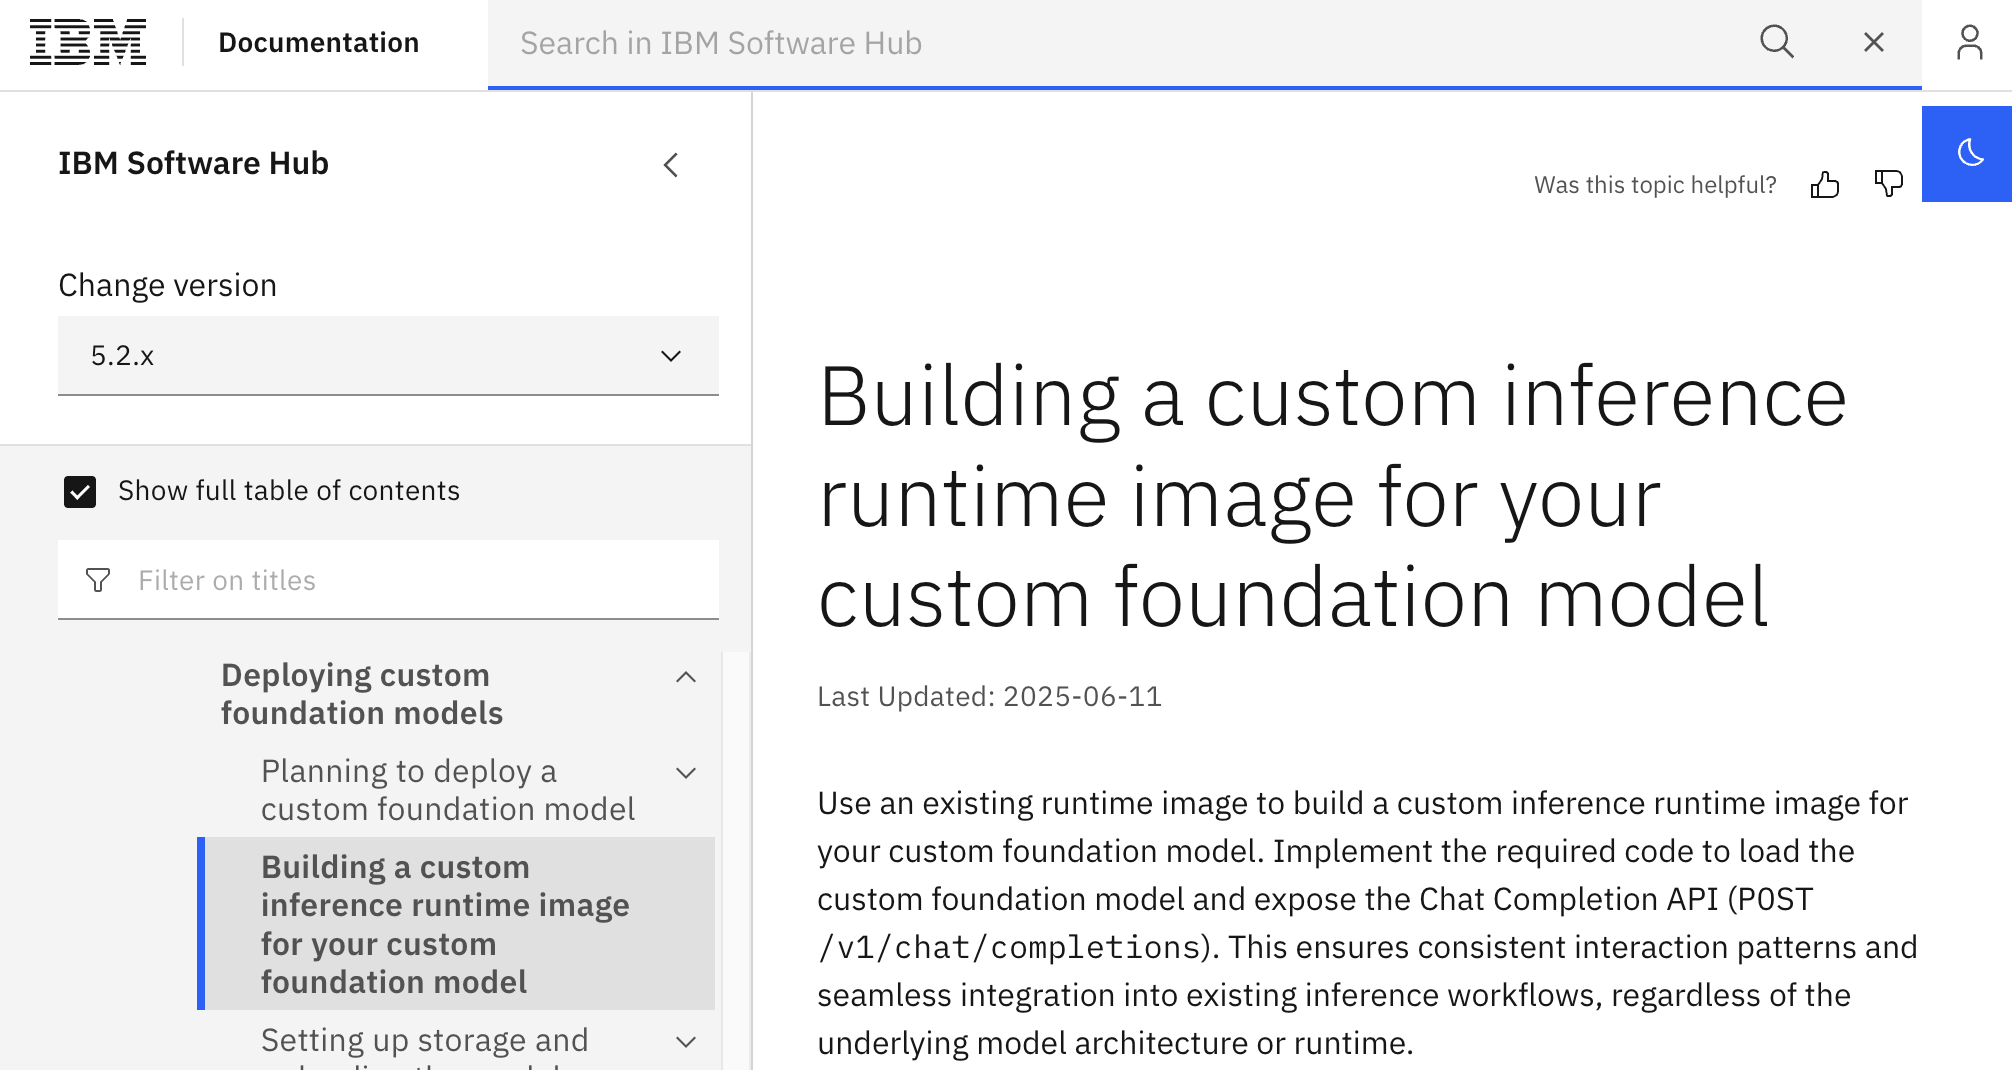 IBM Documentation Search in IBM Software Hub
IBM Software Hub
Change version
5.2.x
Show full table of contents
Filter on titles
Deploying custom
foundation models
Planning to deploy a
custom foundation model
Building a custom
inference runtime image
for your custom
foundation model
Setting up storage and
Was this topic helpful?
Building a custom inference
runtime image for your
custom foundation model
Last Updated: 2025-06-11
Use an existing runtime image to build a custom inference runtime image for
your custom foundation model. Implement the required code to load the
custom foundation model and expose the Chat Completion API (POST
/v1/chat/completions). This ensures consistent interaction patterns and
seamless integration into existing inference workflows, regardless of the
underlying model architecture or runtime.